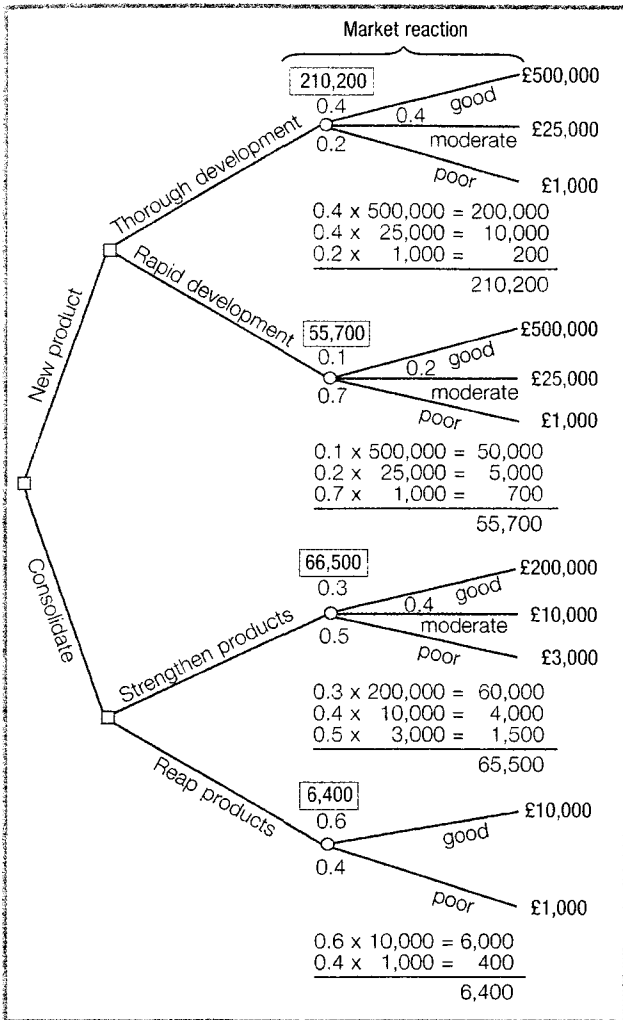 Market reaction
210,200
0.4
0.2
0.4
good
moderate
poor
£500,000
£25,000
£1,000
Thorough development
0.4 x 500,000 = 200,000
0.4 x 25,000 = 10,000
0.2 x 1,000 = 200
210,200
Rapid development
New product
55,700
0.1
0.7
0.2
good
moderate
poor
£500,000
£25,000
£1,000
0.1 x 500,000 = 50,000
0.2 x 25,000 = 5,000
0.7 x 1,000 = 700
55,700
Consolidate
Strengthen products
66,500
0.3
0.5
0.4
good
moderate
poor
£200,000
£10,000
£3,000
0.3 x 200,000 = 60,000
0.4 x 10,000 = 4,000
0.5 x 3,000 = 1,500
65,500
Reap products
6,400
0.6
0.4
good
poor
£10,000
£1,000
0.6 x 10,000 = 6,000
0.4 x 1,000 = 400
6,400